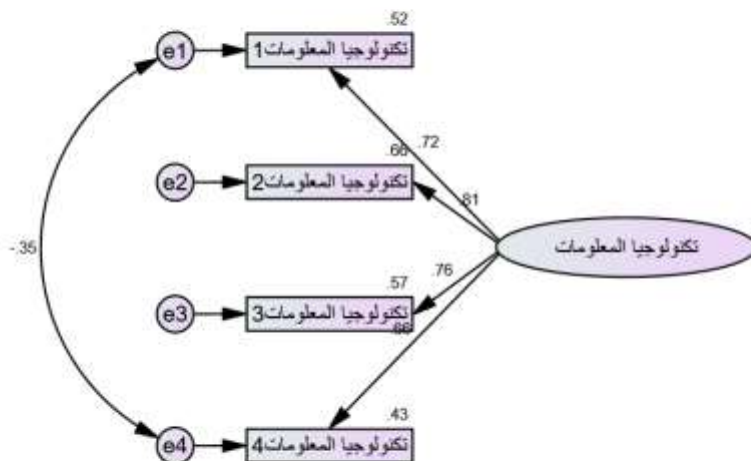 .52
e1
تكنولوجيا المعلومات1
.72
.66
e2
تكنولوجيا المعلومات2
.81
تكنولوجيا المعلومات
-.35
.76
.57
e3
تكنولوجيا المعلومات3
.66
.43
e4
تكنولوجيا المعلومات4